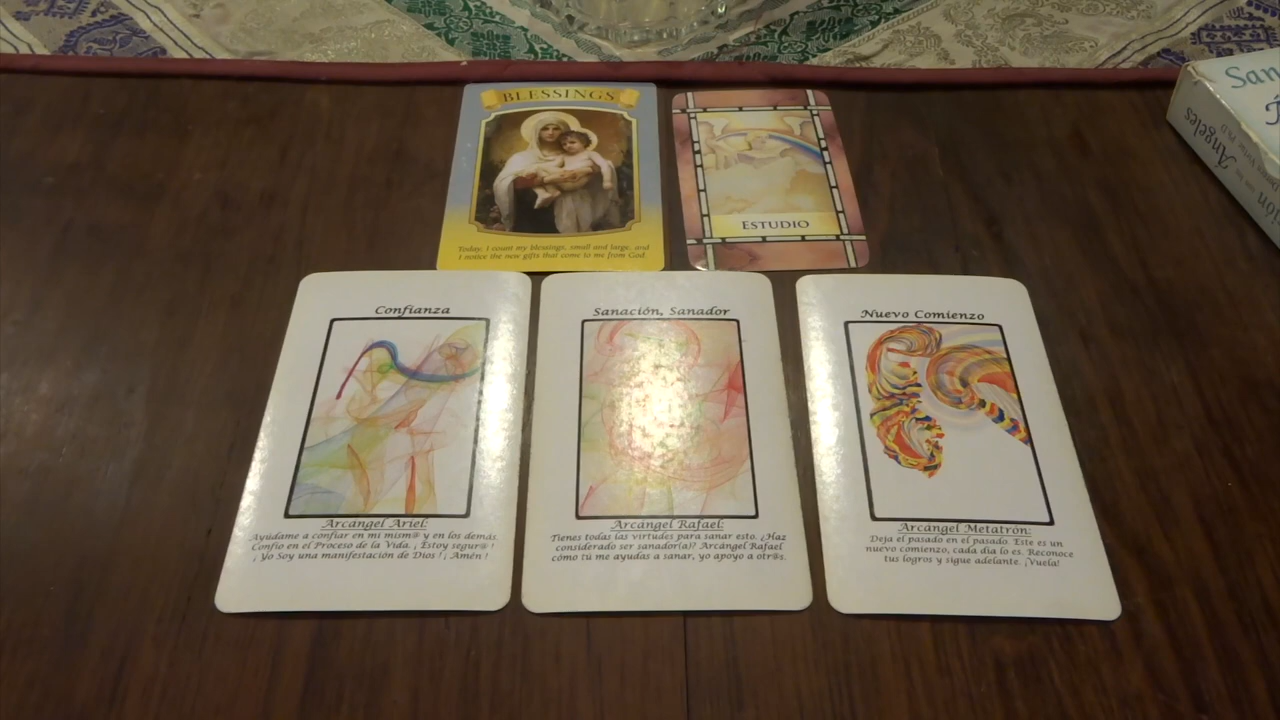 BLESSINGS
Today, I count my blessings, small and large, and
I notice the new gifts that come to me from God.
ESTUDIO
San
Ángeles
Confianza
Arcángel Ariel:
Ayúdame a confiar en mi mism@ y en los demás.
Confío en el Proceso de la Vida. ¡ Estoy segur@ !
¡ Yo Soy una manifestación de Dios ! ¡ Amén !
Sanación, Sanador
Arcángel Rafael:
Tienes todas las virtudes para sanar esto. ¿Haz
considerado ser sanador(a)? Arcángel Rafael
cómo tú me ayudas a sanar, yo apoyo a otr@s.
Nuevo Comienzo
Arcángel Metatrón:
Deja el pasado en el pasado. Este es un
nuevo comienzo, cada día lo es. Reconoce
tus logros y sigue adelante. ¡Vuela!